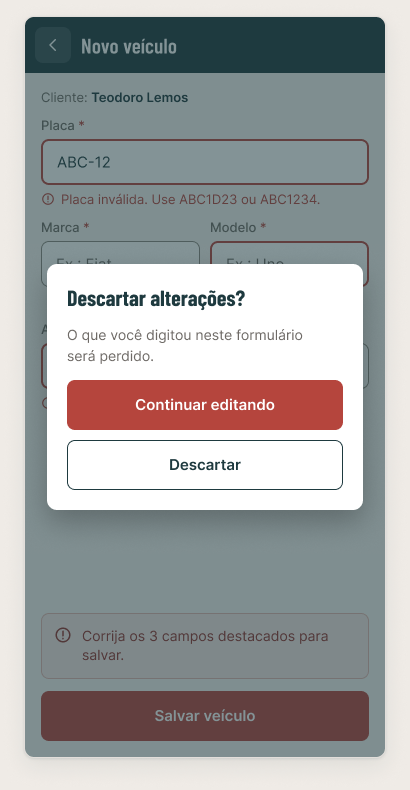 Novo veículo
Cliente: Teodoro Lemos
Placa *
ABC-12
Placa inválida. Use ABC1D23 ou ABC1234.
Marca * Modelo *
Descartar alterações?
O que você digitou neste formulário
será perdido.
Continuar editando
Descartar
Corrija os 3 campos destacados para
salvar.
Salvar veículo